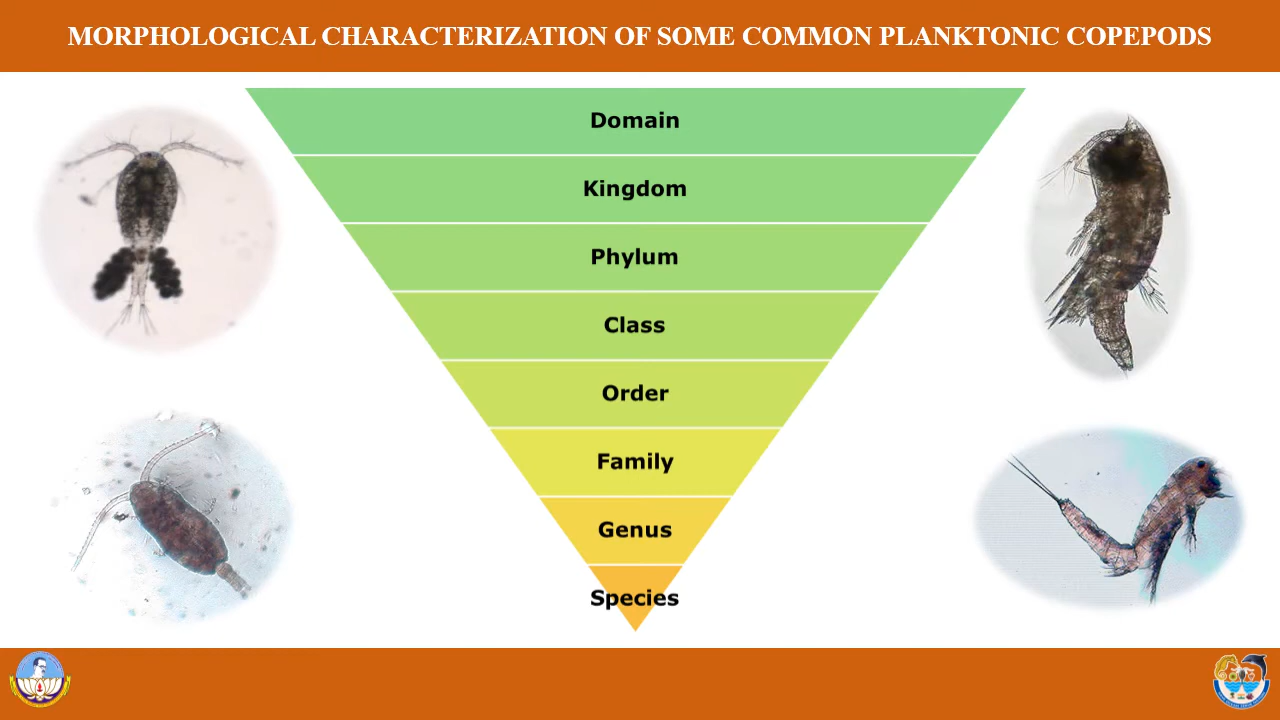 MORPHOLOGICAL CHARACTERIZATION OF SOME COMMON PLANKTONIC COPEPODS
Domain
Kingdom
Phylum
Class
Order
Family
Genus
Species